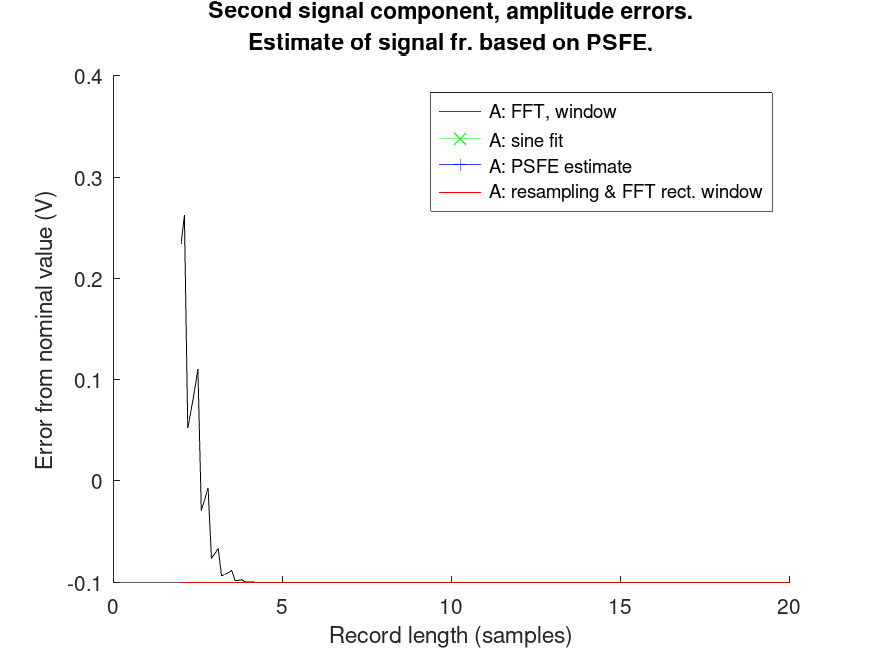 Second signal component, amplitude errors.
Estimate of signal fr. based on PSFE.
0.4
A: FFT, window
A: sine fit
A: PSFE estimate
A: resampling & FFT rect. window
0.3
0.2
0.1
0
-0.1
Error from nominal value (V)
0
5
10
15
20
Record length (samples)